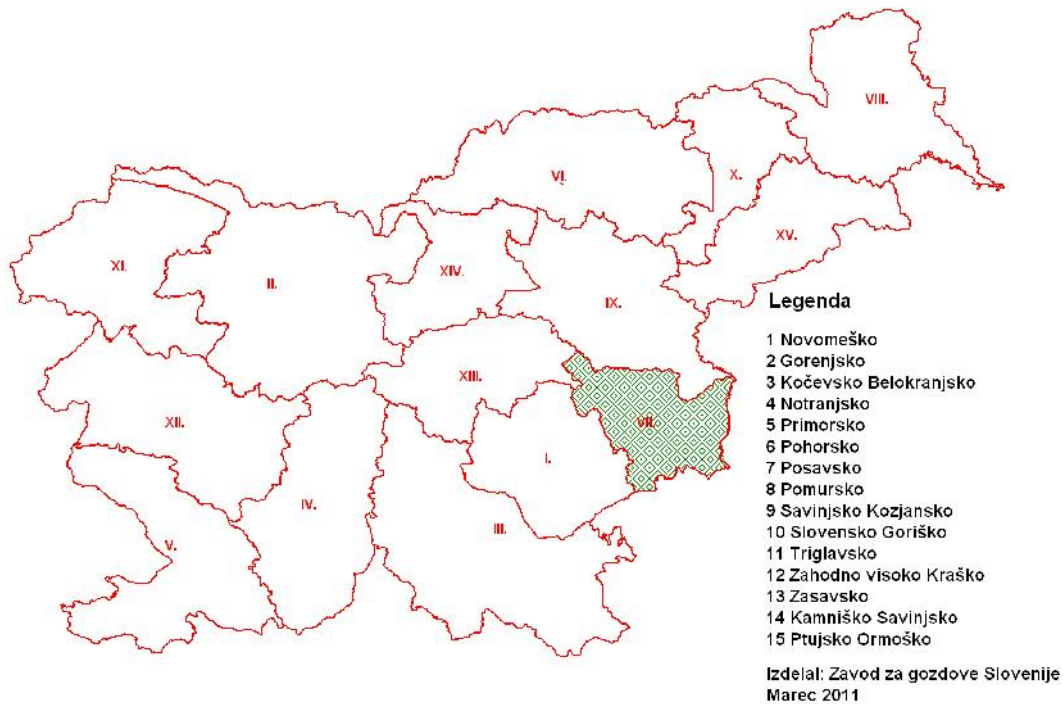 VIII.
X.
VI.
XV.
XI.
XIV.
II.
IX.
XIII.
XII.
VII.
I.
IV.
III.
V.
Legenda
1 Novomeško
2 Gorenjsko
3 Kočevsko Belokranjsko
4 Notranjsko
5 Primorsko
6 Pohorsko
7 Posavsko
8 Pomursko
9 Savinjsko Kozjansko
10 Slovensko Goriško
11 Triglavsko
12 Zahodno visoko Kraško
13 Zasavsko
14 Kamniško Savinjsko
15 Ptujsko Ormoško
Izdelal: Zavod za gozdove Slovenije
Marec 2011